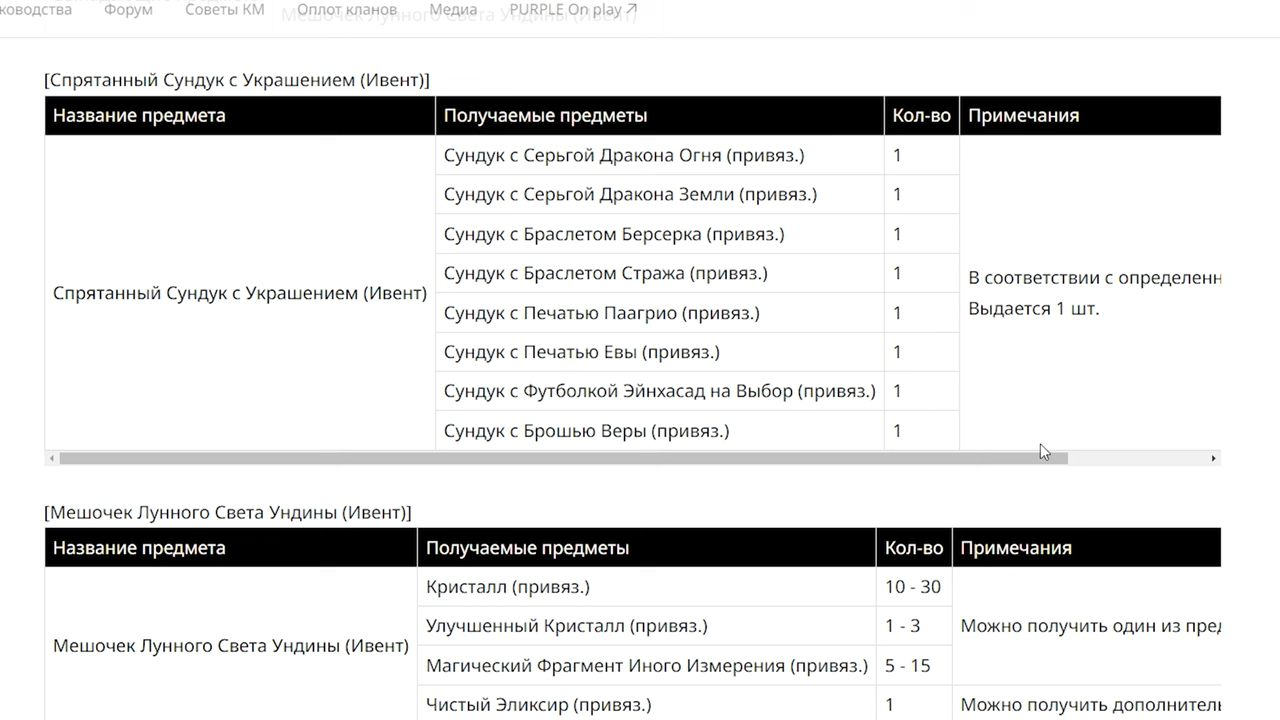 ководства Форум Советы КМ Оплот кланов Медиа PURPLE On play
Мешочек Лунного Света Ундины (Ивент)
[Спрятанный Сундук с Украшением (Ивент)]
Название предмета Получаемые предметы Кол-во Примечания
Сундук с Серьгой Дракона Огня (привяз.) 1
Сундук с Серьгой Дракона Земли (привяз.) 1
Сундук с Браслетом Берсерка (привяз.) 1
Сундук с Браслетом Стража (привяз.) 1
Спрятанный Сундук с Украшением (Ивент)
В соответствии с определенн
Выдается 1 шт.
Сундук с Печатью Паагрио (привяз.) 1
Сундук с Печатью Евы (привяз.) 1
Сундук с Футболкой Эйнхасад на Выбор (привяз.) 1
Сундук с Брошью Веры (привяз.) 1
[Мешочек Лунного Света Ундины (Ивент)]
Название предмета Получаемые предметы Кол-во Примечания
Кристалл (привяз.) 10 - 30
Улучшенный Кристалл (привяз.) 1 - 3 Можно получить один из пред
Мешочек Лунного Света Ундины (Ивент)
Магический Фрагмент Иного Измерения (привяз.) 5 - 15
Чистый Эликсир (привяз.) 1 Можно получить дополнитель